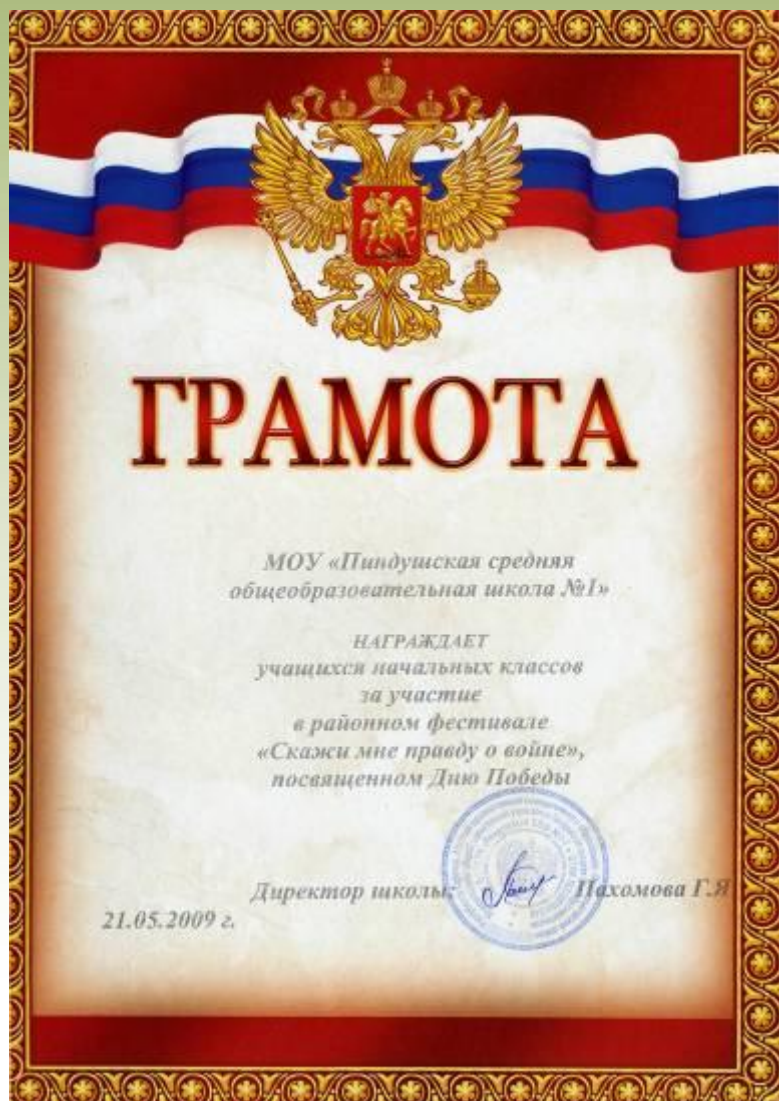 ГРАМОТА
МОУ «Пиндушская средняя
общеобразовательная школа №1»
НАГРАЖДАЕТ
учащихся начальных классов
за участие
в районном фестивале
«Скажи мне правду о войне»,
посвященном Дню Победы
Директор школы: Пахомова Г.Я
21.05.2009 г.